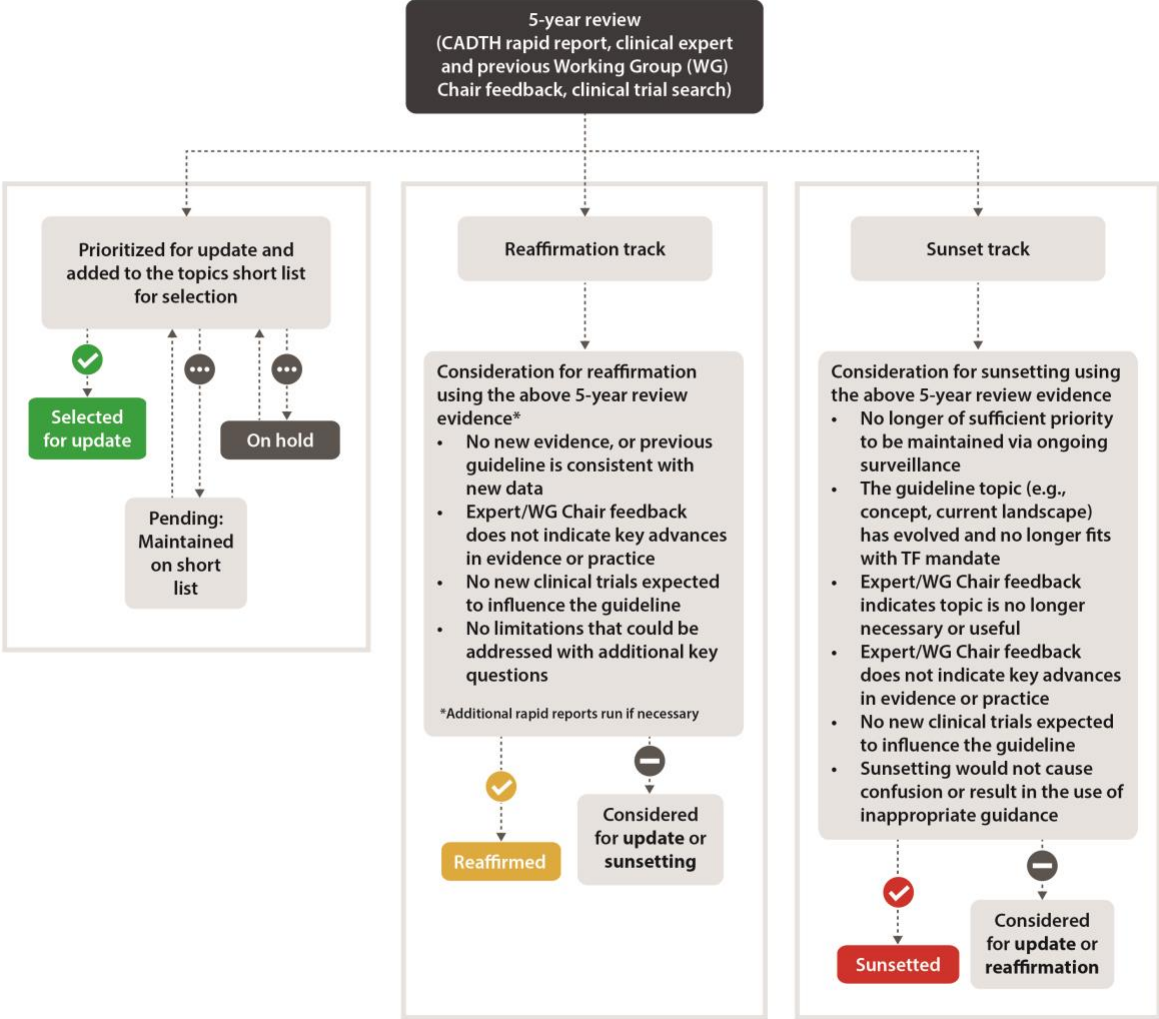 5-year review
(CADTH rapid report, clinical expert
and previous Working Group (WG)
Chair feedback, clinical trial search)
Prioritized for update and
added to the topics short list
for selection
Selected
for update
On hold
Pending:
Maintained
on short
list
Reaffirmation track
Consideration for reaffirmation
using the above 5-year review
evidence*
• No new evidence, or previous
guideline is consistent with
new data
• Expert/WG Chair feedback
does not indicate key advances
in evidence or practice
• No new clinical trials expected
to influence the guideline
• No limitations that could be
addressed with additional key
questions
*Additional rapid reports run if necessary
Reaffirmed
Considered
for update or
sunsetting
Sunset track
Consideration for sunsetting using
the above 5-year review evidence
• No longer of sufficient priority
to be maintained via ongoing
surveillance
• The guideline topic (e.g.,
concept, current landscape)
has evolved and no longer fits
with TF mandate
• Expert/WG Chair feedback
indicates topic is no longer
necessary or useful
• Expert/WG Chair feedback
does not indicate key advances
in evidence or practice
• No new clinical trials expected
to influence the guideline
• Sunsetting would not cause
confusion or result in the use of
inappropriate guidance
Sunsetted
Considered
for update or
reaffirmation